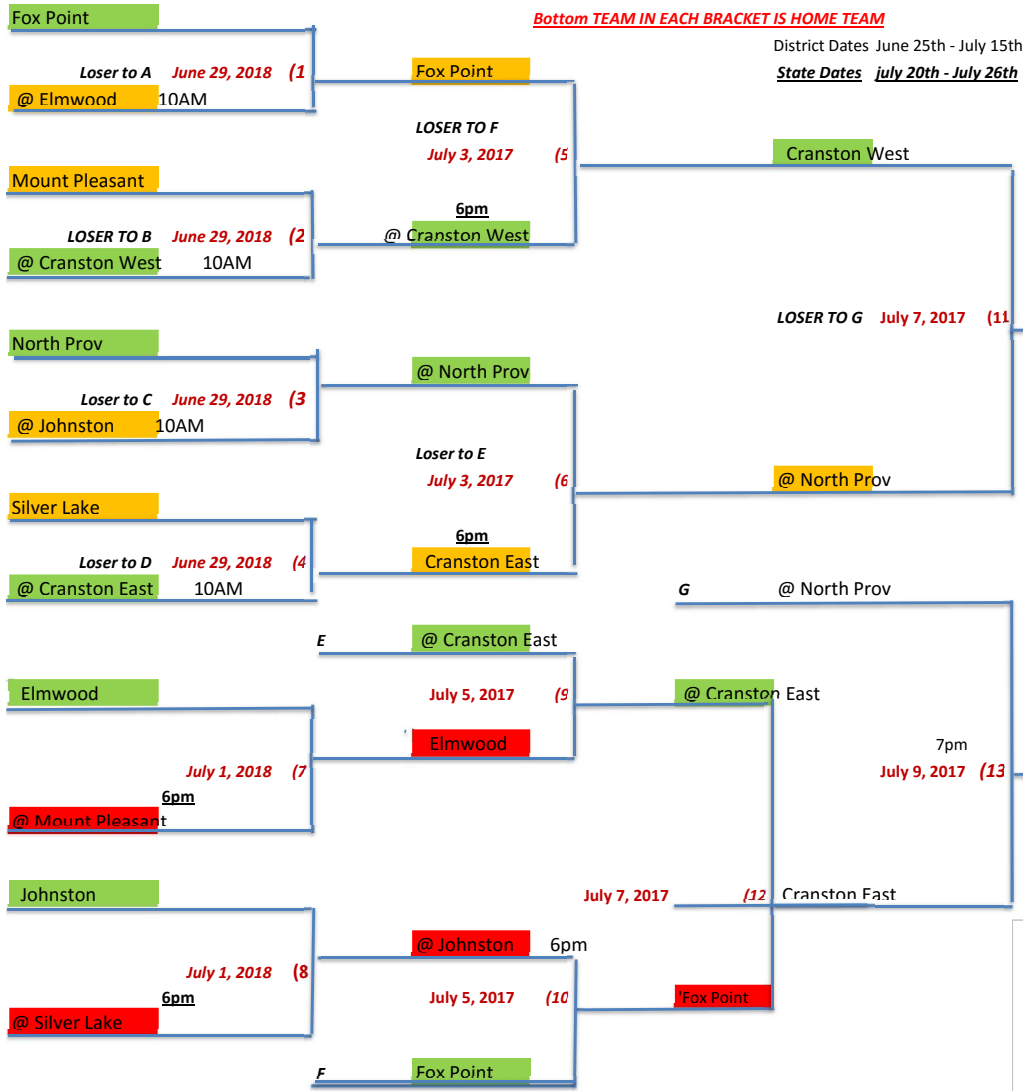 Fox Point
Bottom TEAM IN EACH BRACKET IS HOME TEAM
District Dates June 25th - July 15th
Loser to A June 29, 2018 (1
Fox Point
State Dates july 20th - July 26th
@ Elmwood 10AM
LOSER TO F
July 3, 2017 (5
Cranston West
Mount Pleasant
6pm
LOSER TO B June 29, 2018 (2
@ Cranston West
@ Cranston West 10AM
LOSER TO G July 7, 2017 (11
North Prov
@ North Prov
Loser to C June 29, 2018 (3
@ Johnston 10AM
Loser to E
July 3, 2017 (6
@ North Prov
Silver Lake
6pm
Loser to D June 29, 2018 (4
Cranston East
@ Cranston East 10AM
G @ North Prov
E @ Cranston East
Elmwood
July 5, 2017 (9
@ Cranston East
Elmwood
7pm
July 1, 2018 (7
July 9, 2017 (13
6pm
@ Mount Pleasant
Johnston
July 7, 2017 (12 Cranston East
@ Johnston 6pm
July 1, 2018 (8
6pm
July 5, 2017 (10
'Fox Point
@ Silver Lake
F Fox Point